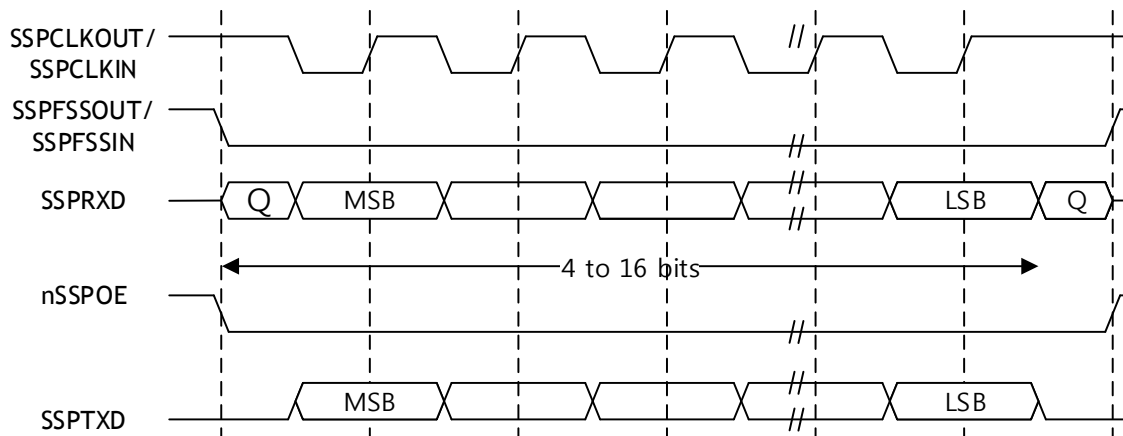 SSPCLKOUT/
SSPCLKIN
SSPFSSOUT/
SSPFSSIN
SSPRXD Q MSB LSB Q
4 to 16 bits
nSSPOE
SSPTXD MSB LSB